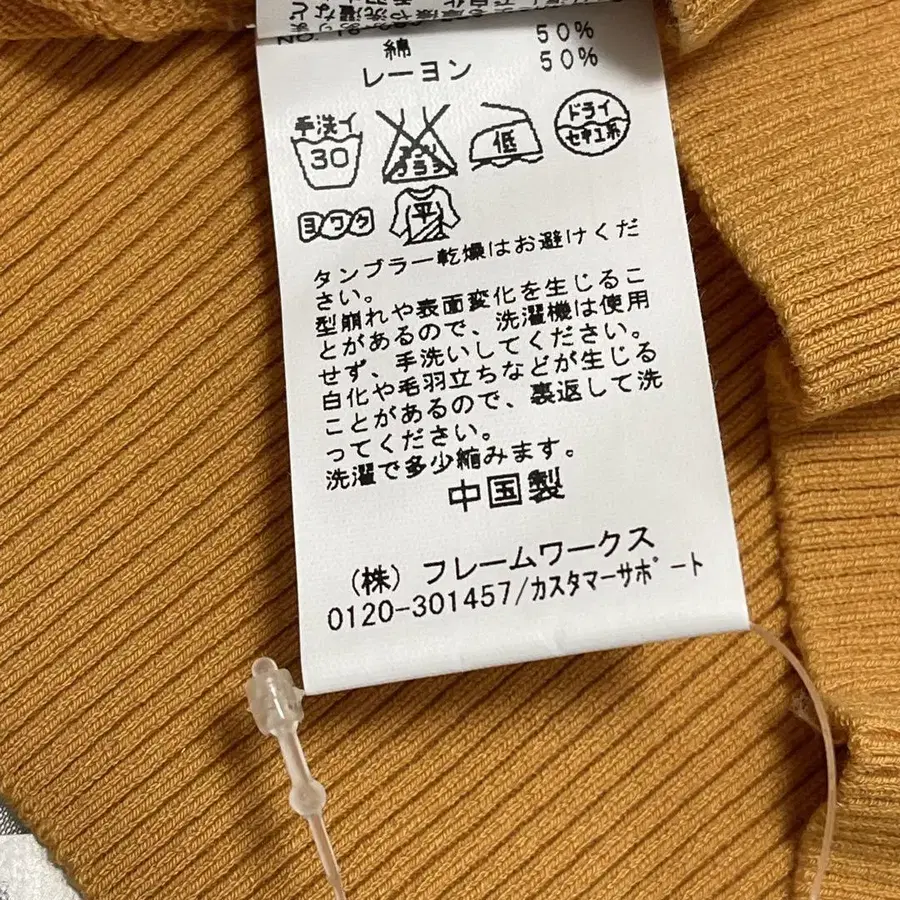 綿 50%
レーヨン 50%
手洗イ
30
エンソ
サラシ
低
ドライ
セキユ系
ヨワク
平
タンブラー乾燥はお避けくだ
さい。
型崩れや表面変化を生じるこ
とがあるので、洗濯機は使用
せず、手洗いしてください。
白化や毛羽立ちなどが生じる
ことがあるので、裏返して洗
ってください。
洗濯で多少縮みます。
中国製
(株) フレームワークス
0120-301457/カスタマーサポート